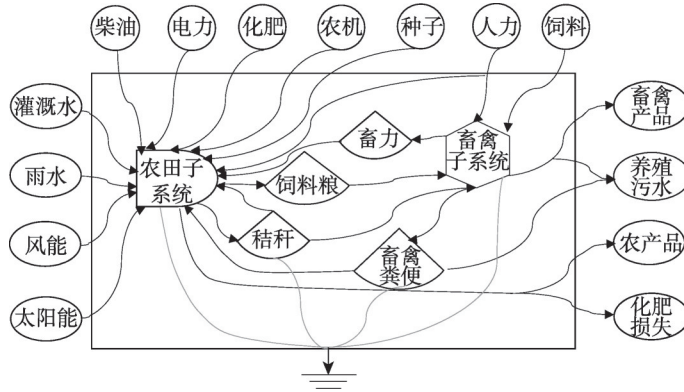 柴油
电力
化肥
农机
种子
人力
饲料
灌溉水
雨水
风能
太阳能
农田子
系统
畜力
饲料粮
秸秆
畜禽
粪便
畜禽
子系统
畜禽
产品
养殖
污水
农产品
化肥
损失